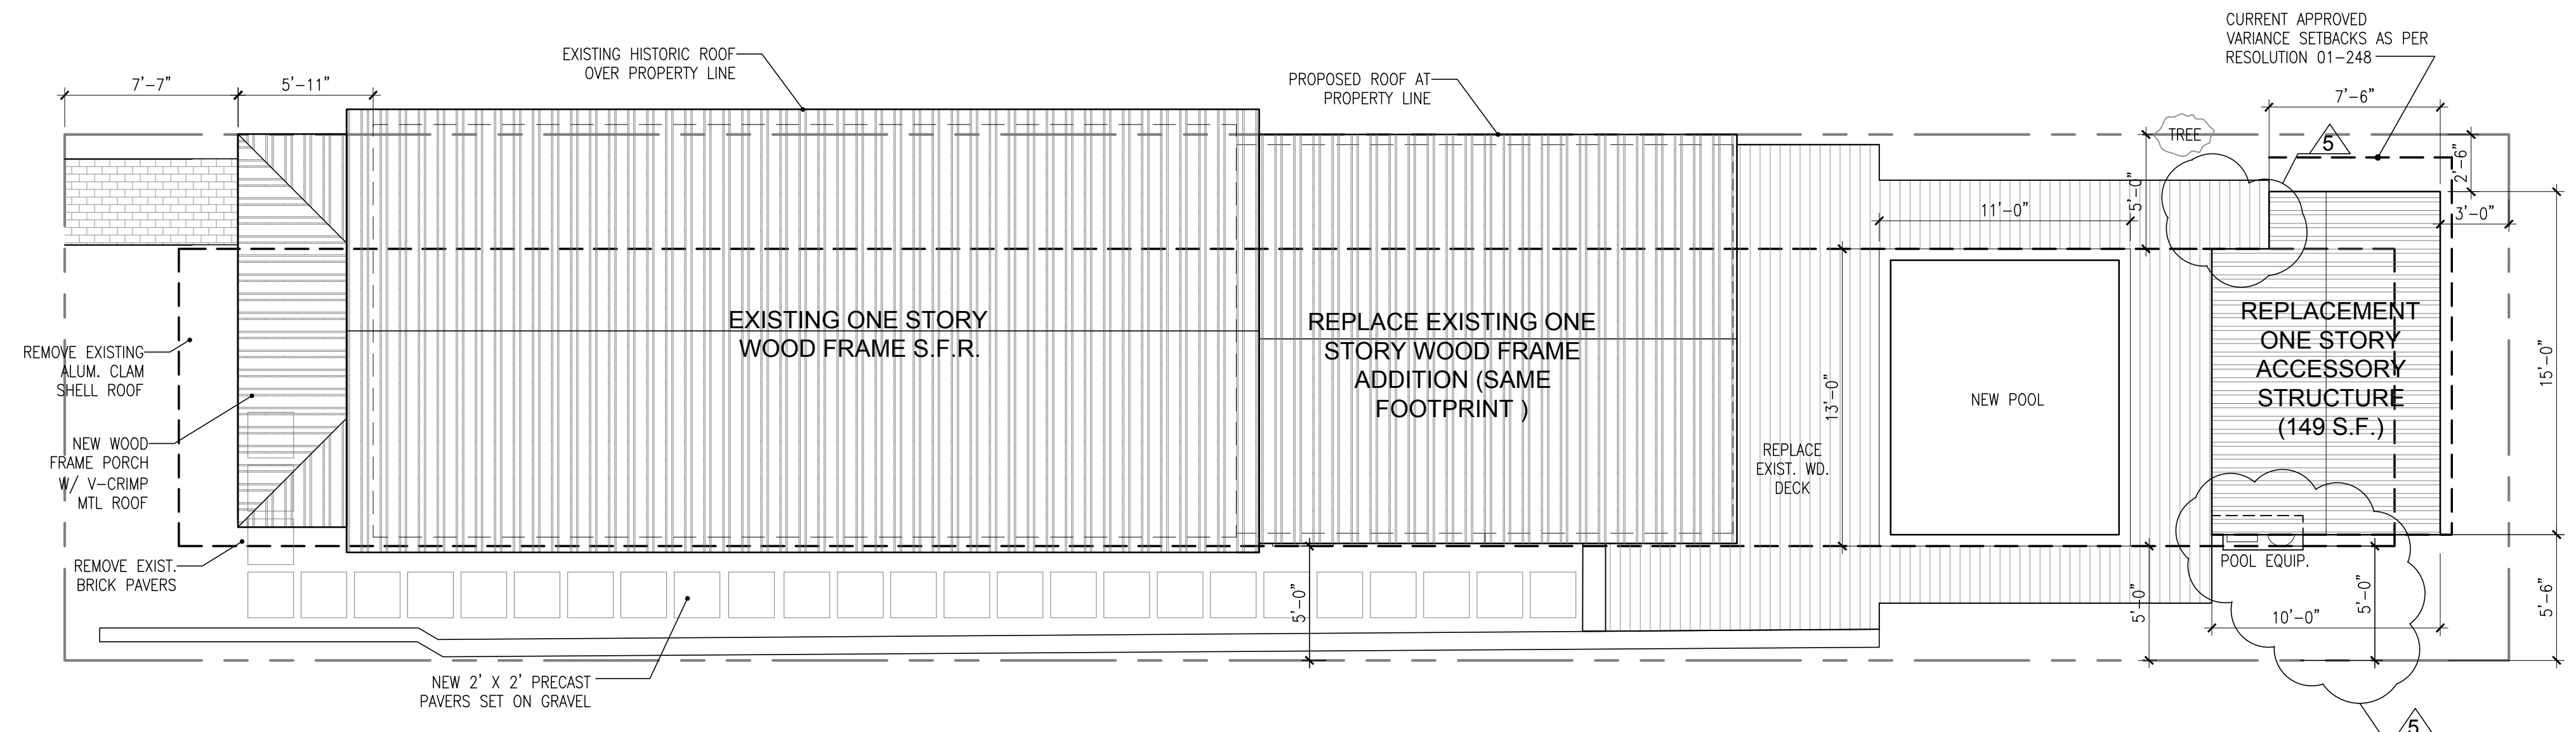 CURRENT APPROVED
VARIANCE SETBACKS AS PER
RESOLUTION 01-248
EXISTING HISTORIC ROOF
OVER PROPERTY LINE
PROPOSED ROOF AT
PROPERTY LINE
7'-7"
5'-11"
7'-6"
TREE
5
2'-6"
5'-0"
11'-0"
3'-0"
EXISTING ONE STORY
WOOD FRAME S.F.R.
REPLACE EXISTING ONE
STORY WOOD FRAME
ADDITION (SAME
FOOTPRINT )
13'-0"
NEW POOL
REPLACEMENT
ONE STORY
ACCESSORY
STRUCTURE
(149 S.F.)
15'-0"
REMOVE EXISTING
ALUM. CLAM
SHELL ROOF
NEW WOOD
FRAME PORCH
W/ V-CRIMP
MTL ROOF
REPLACE
EXIST. WD.
DECK
REMOVE EXIST.
BRICK PAVERS
POOL EQUIP.
5'-0"
5'-0"
5'-0"
5'-6"
10'-0"
NEW 2' X 2' PRECAST
PAVERS SET ON GRAVEL
5